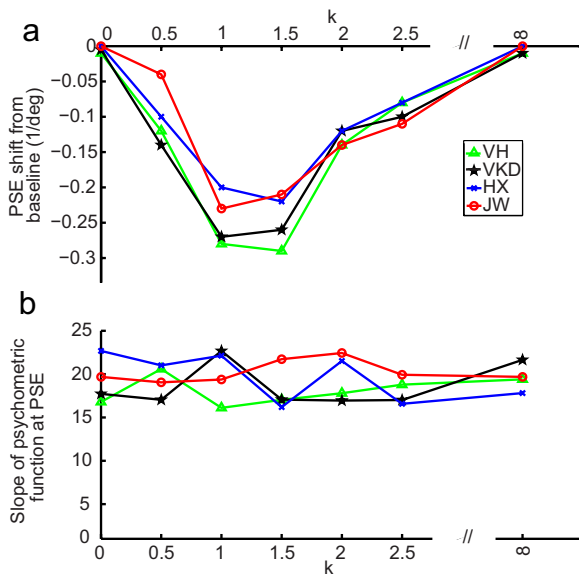 a
k
0 0.5 1 1.5 2 2.5 // 8
0
−0.05
−0.1
−0.15
−0.2
−0.25
−0.3
PSE shift from
baseline (1/deg)
VH
VKD
HX
JW
b
25
20
15
10
5
0
Slope of psychometric
function at PSE
0 0.5 1 1.5 2 2.5 // 8
k